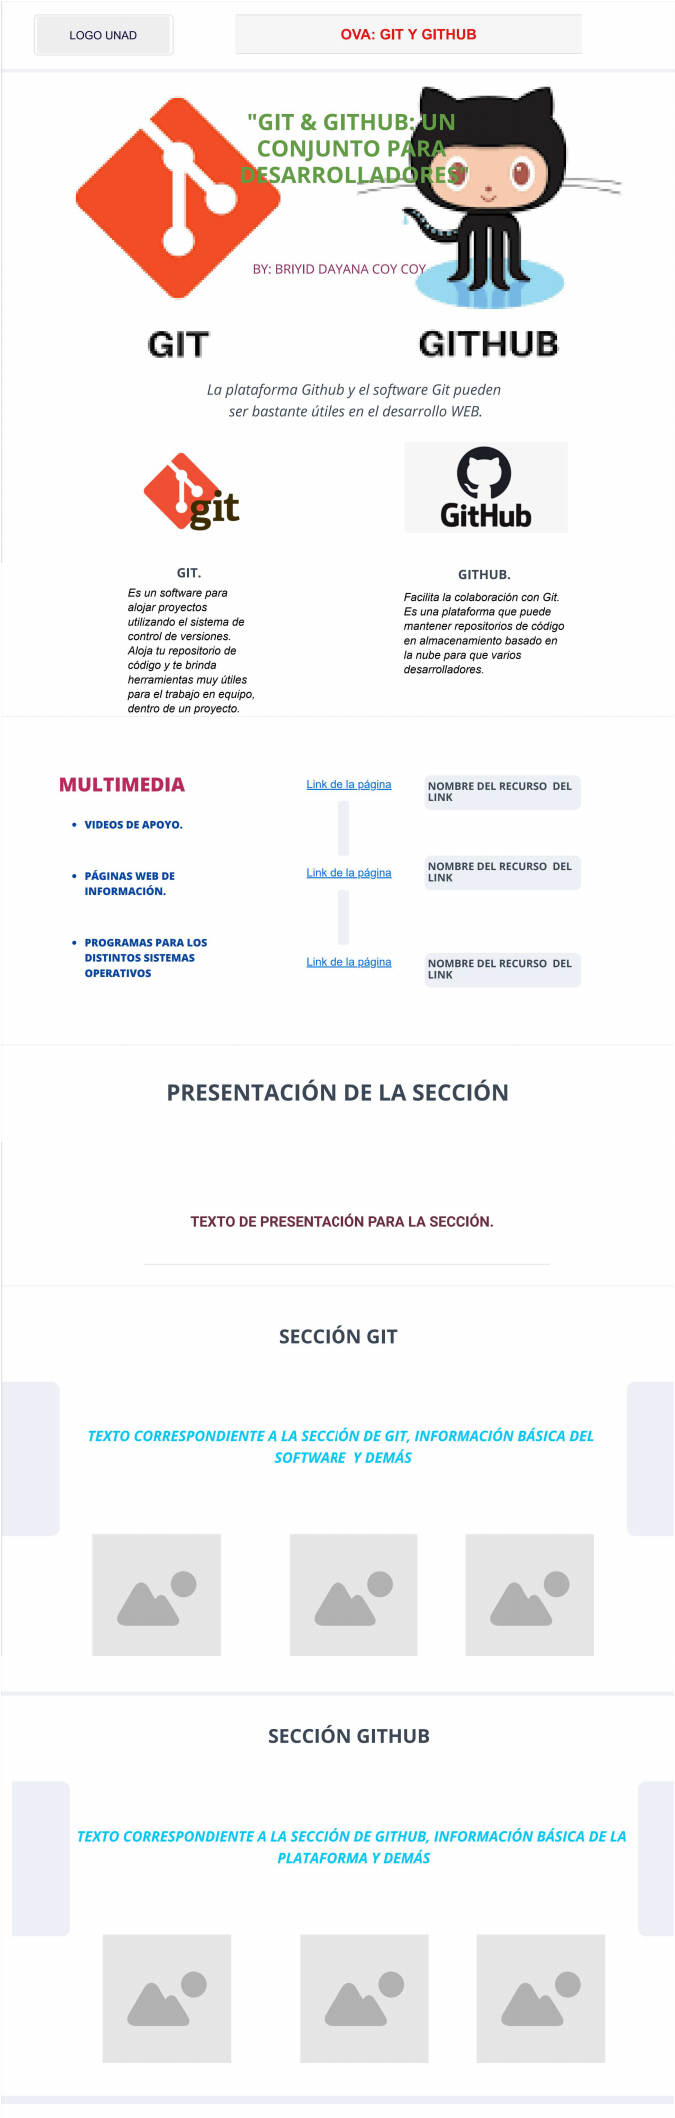 LOGO UNAD
OVA: GIT Y GITHUB
"GIT & GITHUB: UN
CONJUNTO PARA
DESARROLLADORES"
BY: BRIYID DAYANA COY COY
GIT
GITHUB
La plataforma Github y el software Git pueden
ser bastante útiles en el desarrollo WEB.
git
GitHub
GIT.
Es un software para
alojar proyectos
utilizando el sistema de
control de versiones.
Aloja tu repositorio de
código y te brinda
herramientas muy útiles
para el trabajo en equipo,
dentro de un proyecto.
GITHUB.
Facilita la colaboración con Git.
Es una plataforma que puede
mantener repositorios de código
en almacenamiento basado en
la nube para que varios
desarrolladores.
MULTIMEDIA
• VIDEOS DE APOYO.
• PÁGINAS WEB DE
INFORMACIÓN.
• PROGRAMAS PARA LOS
DISTINTOS SISTEMAS
OPERATIVOS
Link de la página
Link de la página
Link de la página
NOMBRE DEL RECURSO DEL
LINK
NOMBRE DEL RECURSO DEL
LINK
NOMBRE DEL RECURSO DEL
LINK
PRESENTACIÓN DE LA SECCIÓN
TEXTO DE PRESENTACIÓN PARA LA SECCIÓN.
SECCIÓN GIT
TEXTO CORRESPONDIENTE A LA SECCIÓN DE GIT, INFORMACIÓN BÁSICA DEL
SOFTWARE Y DEMÁS
SECCIÓN GITHUB
TEXTO CORRESPONDIENTE A LA SECCIÓN DE GITHUB, INFORMACIÓN BÁSICA DE LA
PLATAFORMA Y DEMÁS